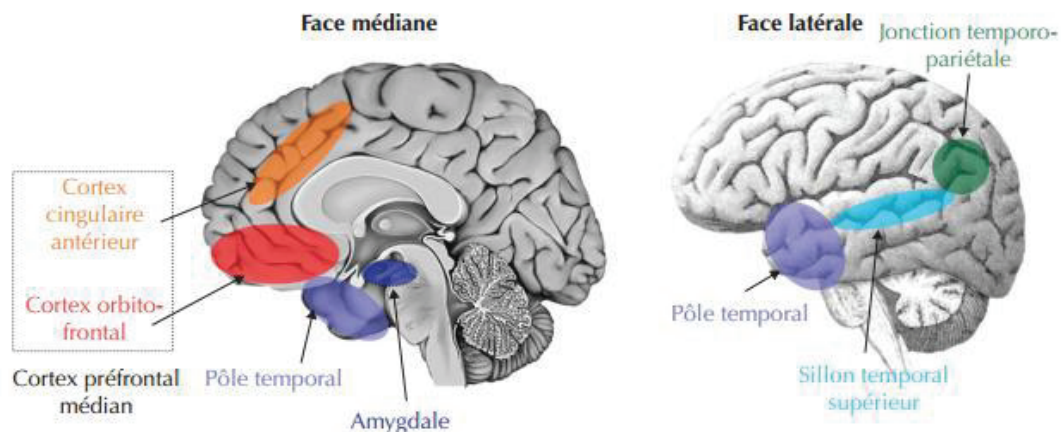 Face médiane
Cortex
cingulaire
antérieur
Cortex orbito-
frontal
Cortex préfrontal
médian
Pôle temporal
Amygdale
Face latérale
Jonction temporo-
pariétale
Pôle temporal
Sillon temporal
supérieur